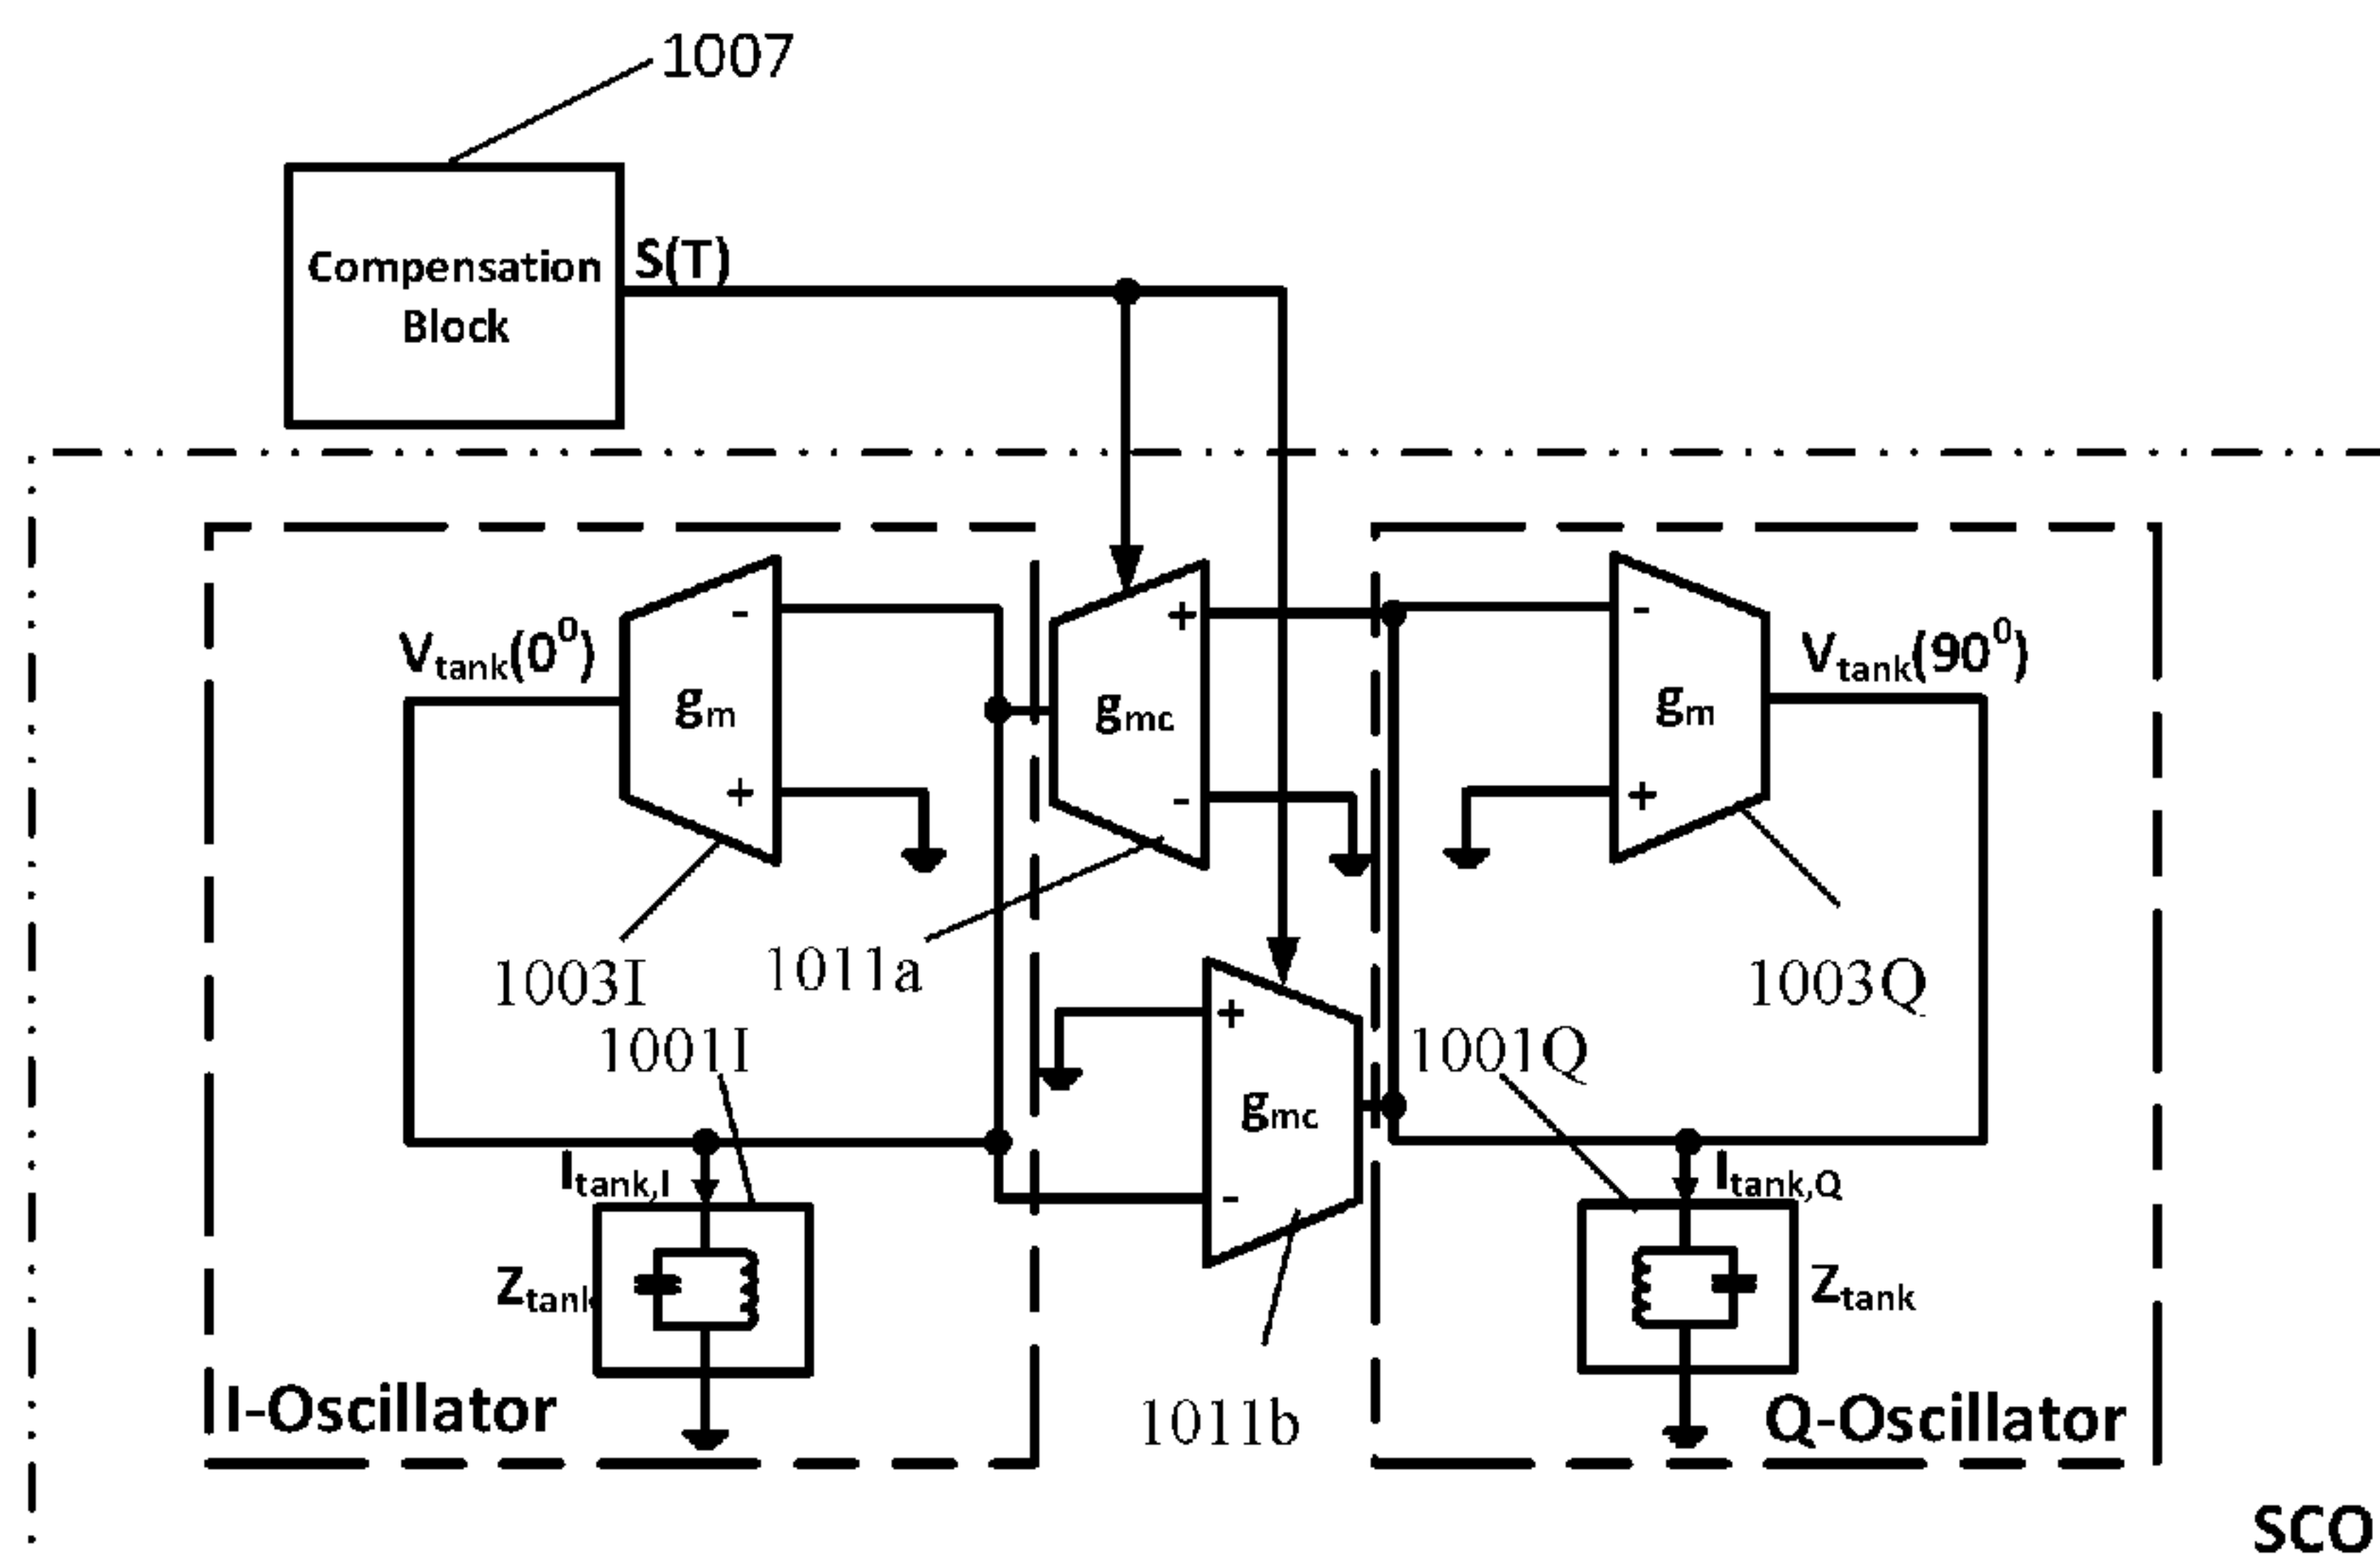 1007
Compensation
Block
S(T)
Vtank(0⁰)
-
gm
+
+
gmc
-
-
gm
+
Vtank(90⁰)
1003I
1011a
1003Q
1001I
+
gmc
-
1001Q
Itank,I
Itank,Q
Ztank
Ztank
I-Oscillator
1011b
Q-Oscillator
SCO